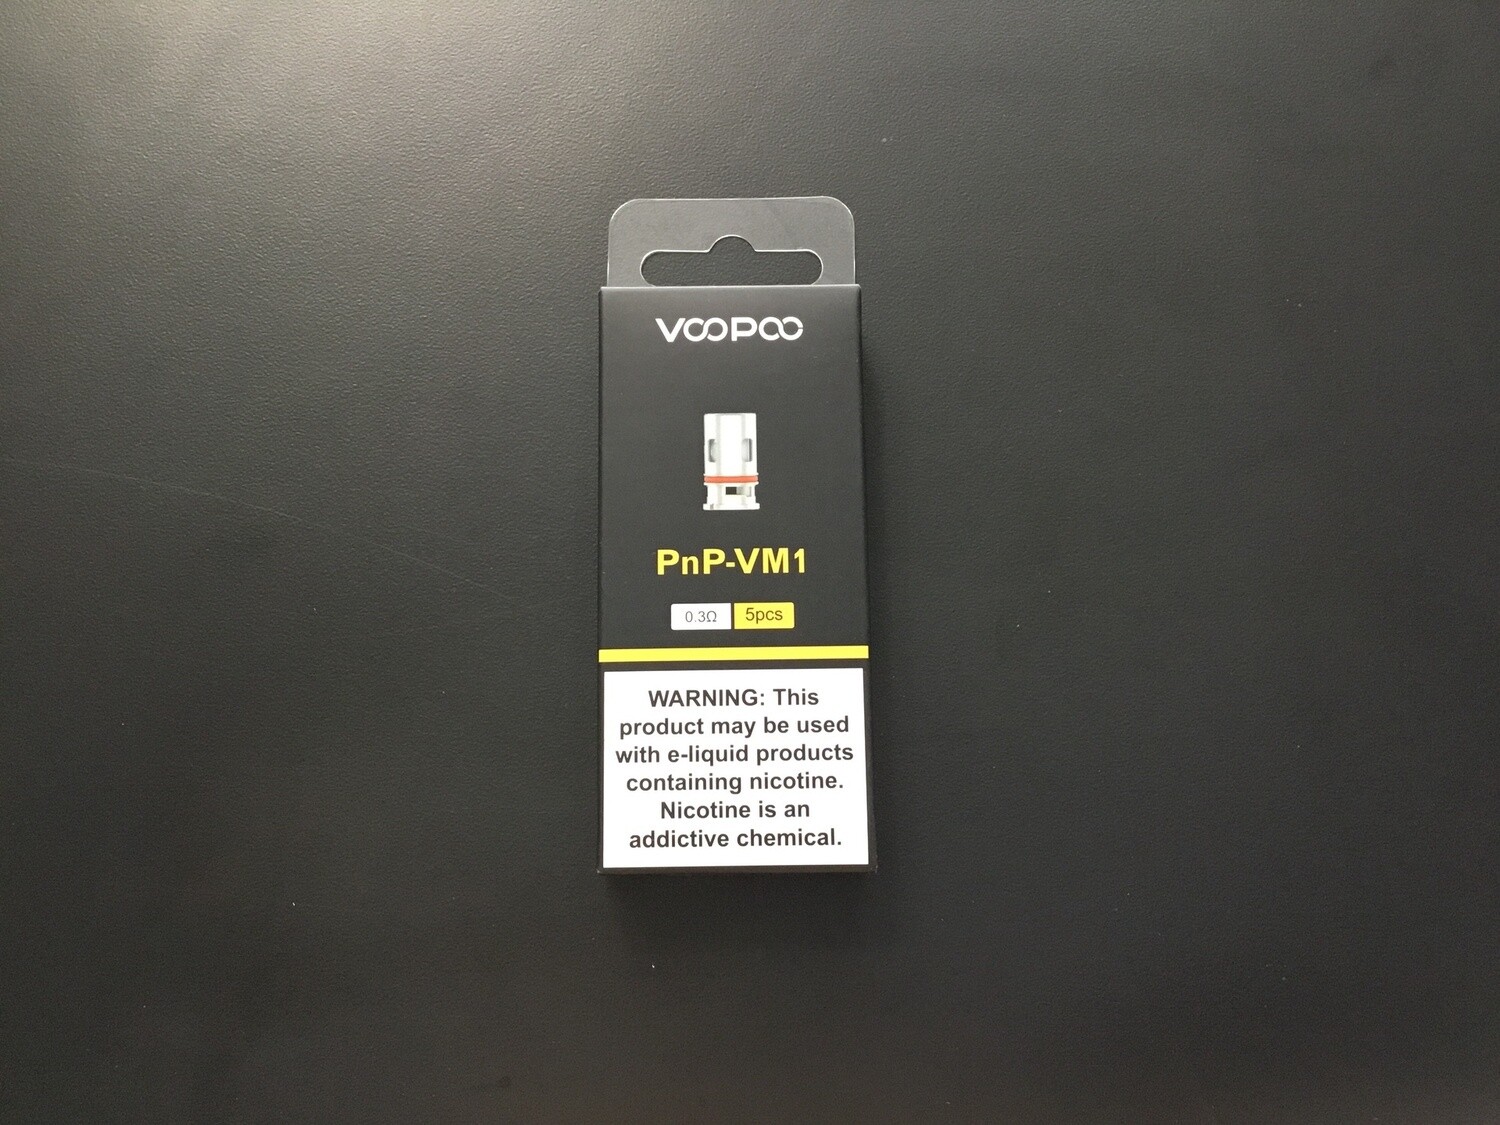 VOOPOO
PnP-VM1
0.3Ω 5pcs
WARNING: This
product may be used
with e-liquid products
containing nicotine.
Nicotine is an
addictive chemical.